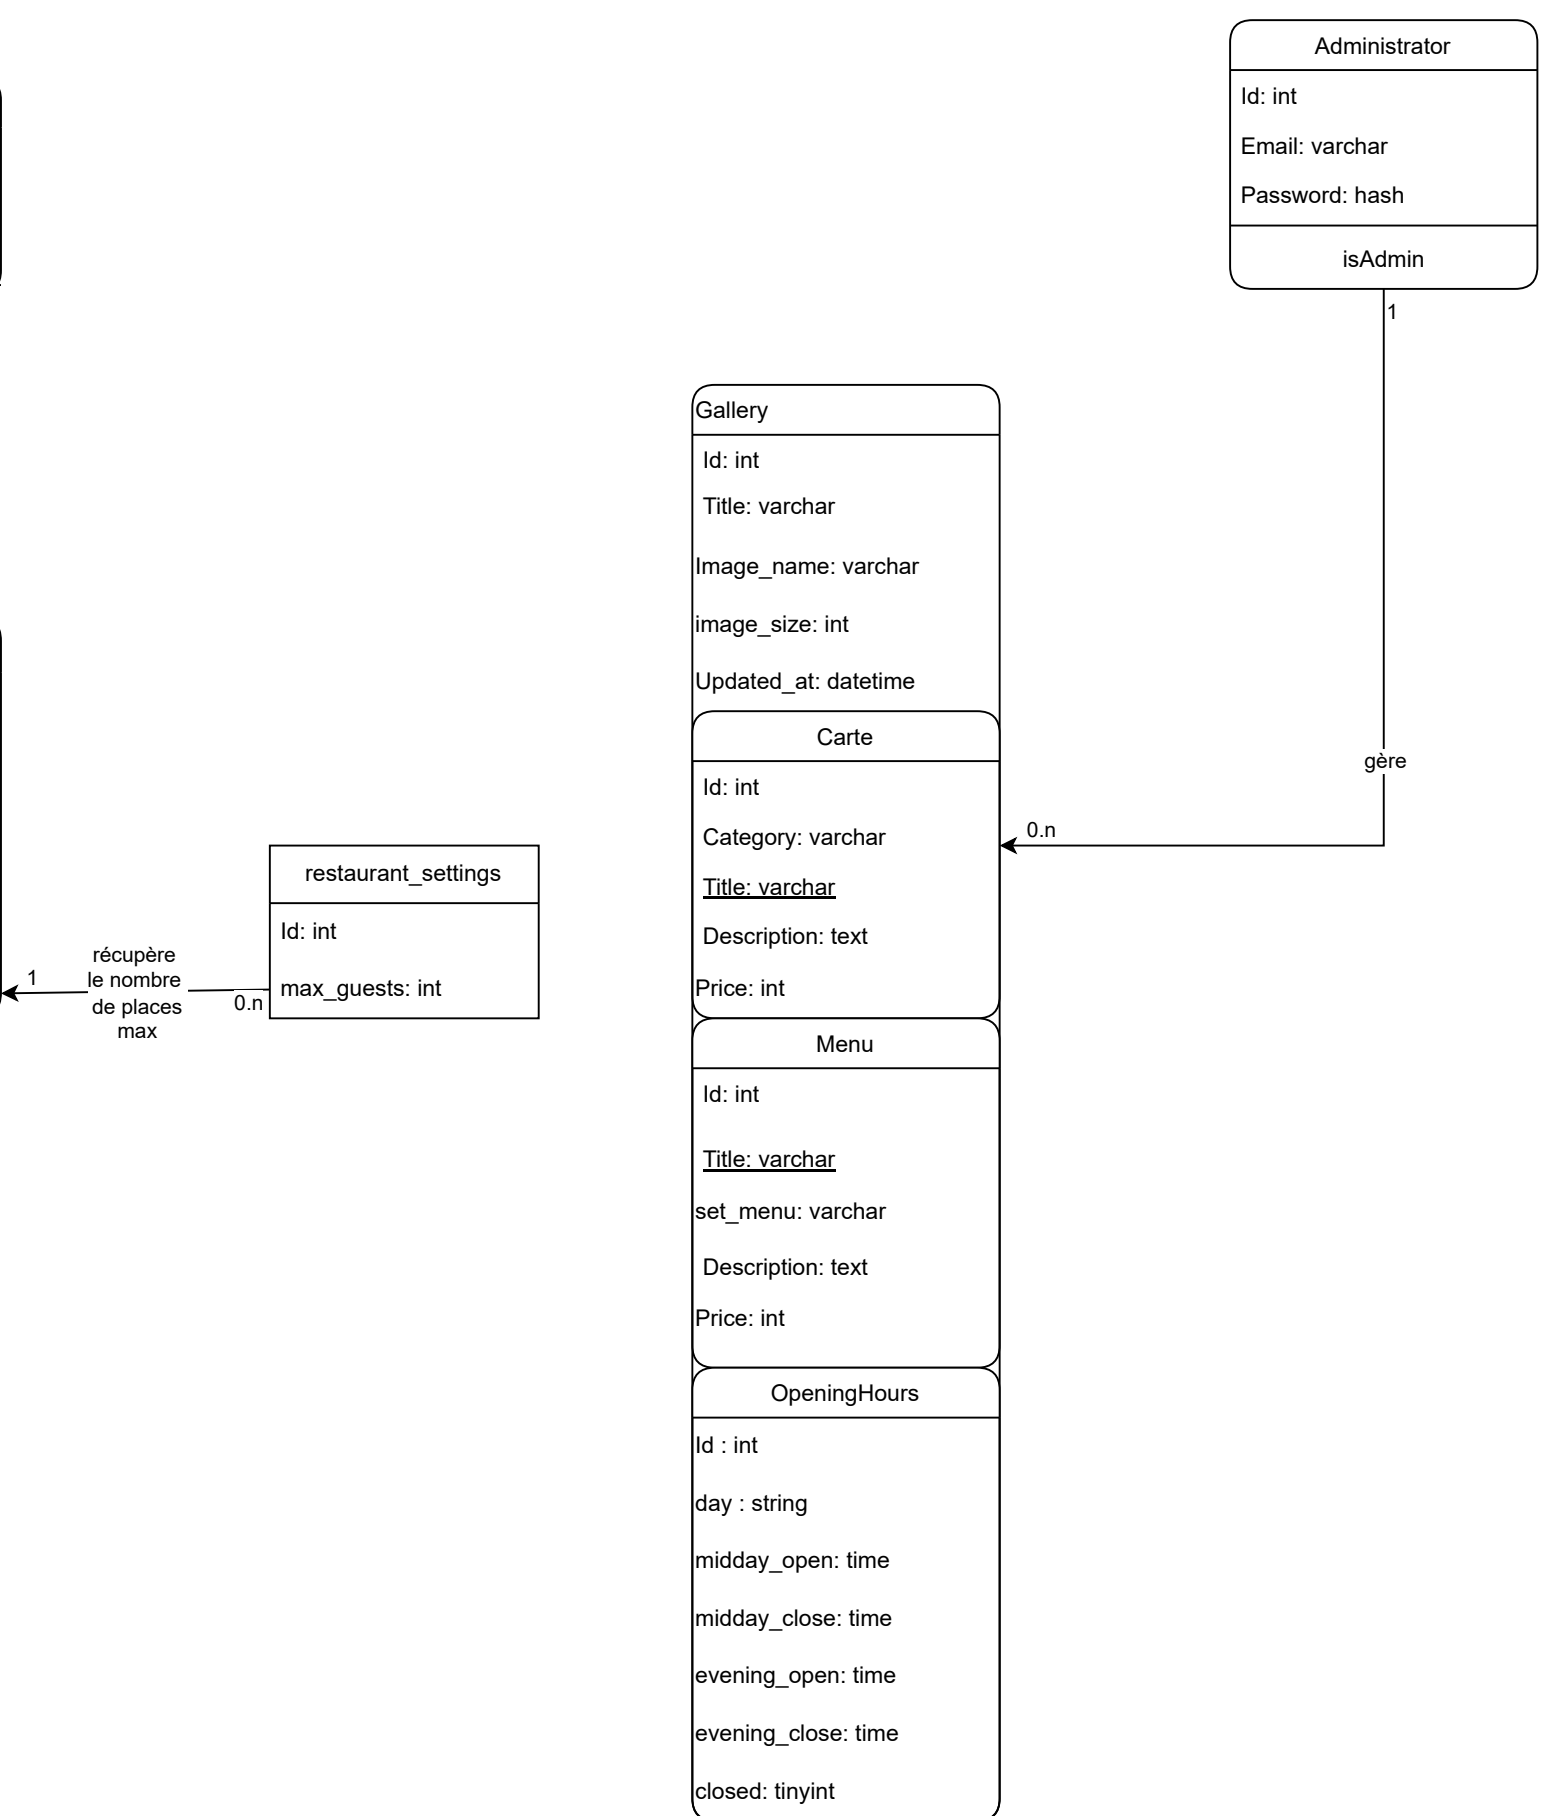 Administrator
Id: int
Email: varchar
Password: hash
isAdmin
1
gère
0.n
Gallery
Id: int
Title: varchar
Image_name: varchar
image_size: int
Updated_at: datetime
Carte
Id: int
Category: varchar
Title: varchar
Description: text
Price: int
Menu
Id: int
Title: varchar
set_menu: varchar
Description: text
Price: int
OpeningHours
Id : int
day : string
midday_open: time
midday_close: time
evening_open: time
evening_close: time
closed: tinyint
restaurant_settings
Id: int
max_guests: int
0.n
récupère
le nombre
de places
max
1